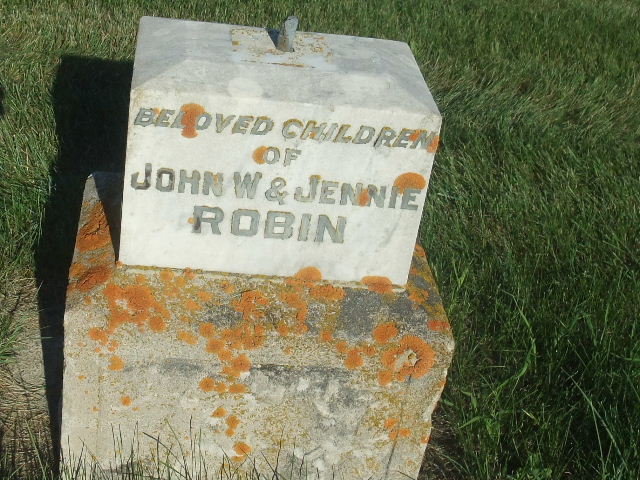 BELOVED CHILDREN
OF
JOHN W & JENNIE
ROBIN